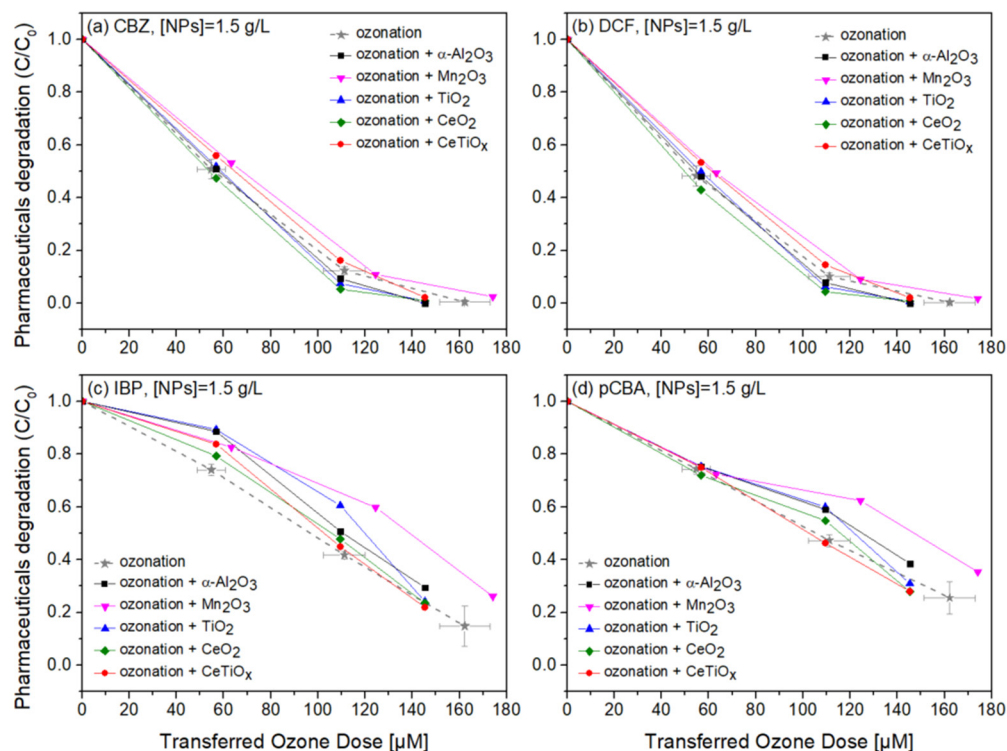 (a) CBZ, [NPs]=1.5 g/L
ozonation
ozonation + α-Al2O3
ozonation + Mn2O3
ozonation + TiO2
ozonation + CeO2
ozonation + CeTiOx
Pharmaceuticals degradation (C/C0)
1.0
0.8
0.6
0.4
0.2
0.0
0 20 40 60 80 100 120 140 160 180
(b) DCF, [NPs]=1.5 g/L
ozonation
ozonation + α-Al2O3
ozonation + Mn2O3
ozonation + TiO2
ozonation + CeO2
ozonation + CeTiOx
1.0
0.8
0.6
0.4
0.2
0.0
0 20 40 60 80 100 120 140 160 180
(c) IBP, [NPs]=1.5 g/L
Pharmaceuticals degradation (C/C0)
1.0
0.8
0.6
0.4
0.2
0.0
ozonation
ozonation + α-Al2O3
ozonation + Mn2O3
ozonation + TiO2
ozonation + CeO2
ozonation + CeTiOx
0 20 40 60 80 100 120 140 160 180
Transferred Ozone Dose [µM]
(d) pCBA, [NPs]=1.5 g/L
1.0
0.8
0.6
0.4
0.2
0.0
ozonation
ozonation + α-Al2O3
ozonation + Mn2O3
ozonation + TiO2
ozonation + CeO2
ozonation + CeTiOx
0 20 40 60 80 100 120 140 160 180
Transferred Ozone Dose [µM]